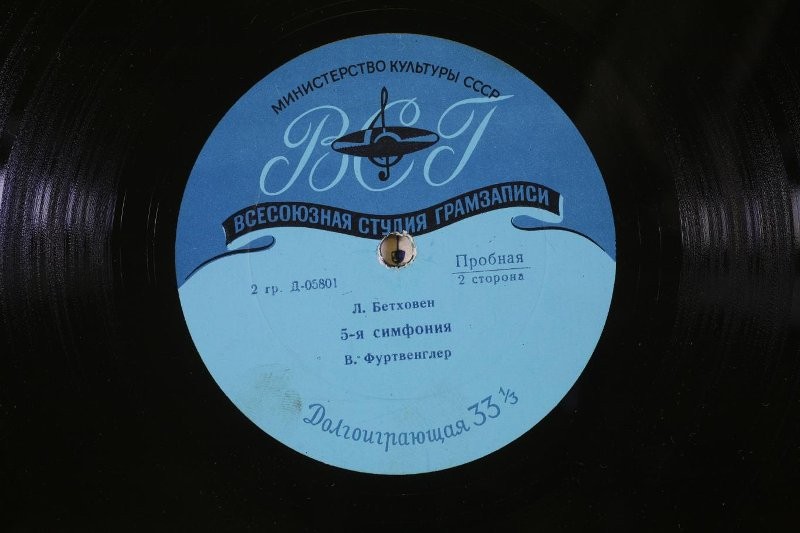 МИНИСТЕРСТВО КУЛЬТУРЫ СССР
ВСГ
ВСЕСОЮЗНАЯ СТУДИЯ ГРАМЗАПИСИ
2 гр. Д-05801
Пробная
2 сторона
Л. Бетховен
5-я симфония
В. Фуртвенглер
Долгоиграющая 33 1/3